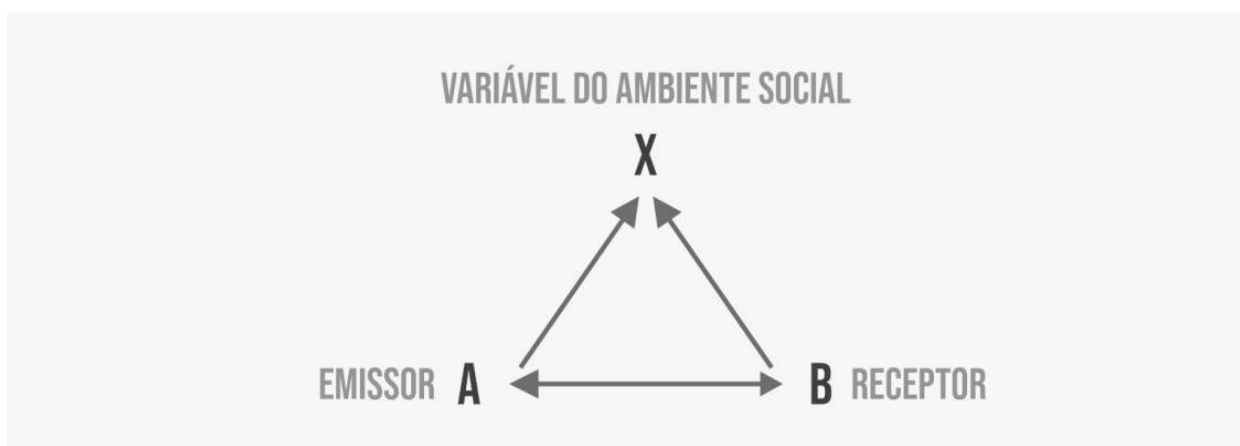 VARIÁVEL DO AMBIENTE SOCIAL
X
EMISSOR A B RECEPTOR